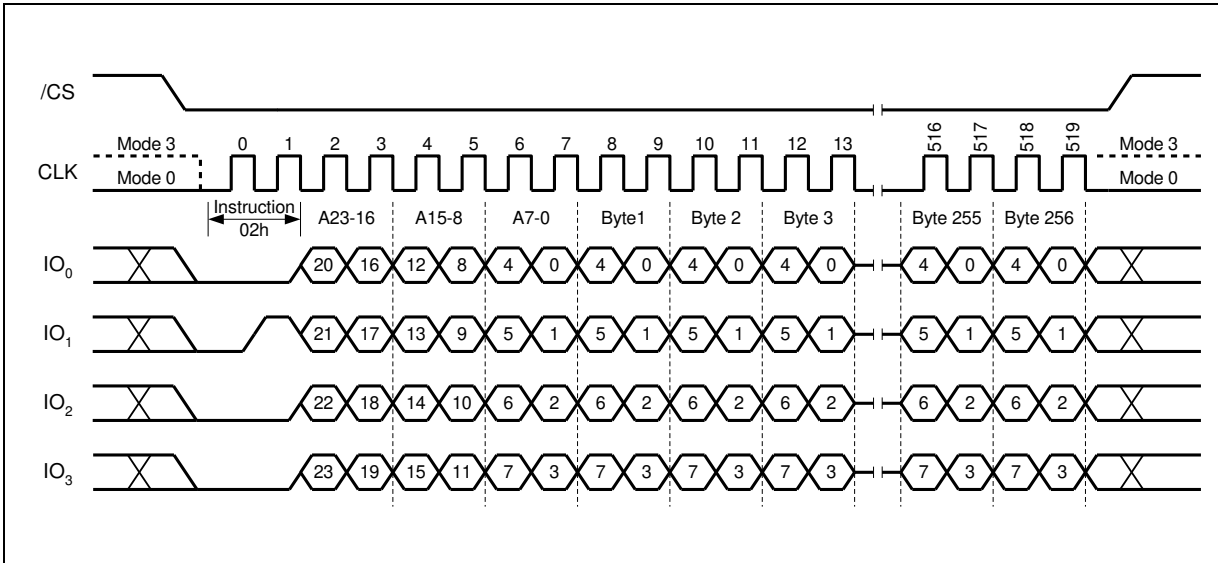 /CS
Mode 3 0 1 2 3 4 5 6 7 8 9 10 11 12 13 516 517 518 519 Mode 3
CLK
Mode 0 Mode 0
Instruction A23-16 A15-8 A7-0 Byte1 Byte 2 Byte 3 Byte 255 Byte 256
02h
IO0 20 16 12 8 4 0 4 0 4 0 4 0 4 0 4 0
IO1 21 17 13 9 5 1 5 1 5 1 5 1 5 1 5 1
IO2 22 18 14 10 6 2 6 2 6 2 6 2 6 2 6 2
IO3 23 19 15 11 7 3 7 3 7 3 7 3 7 3 7 3